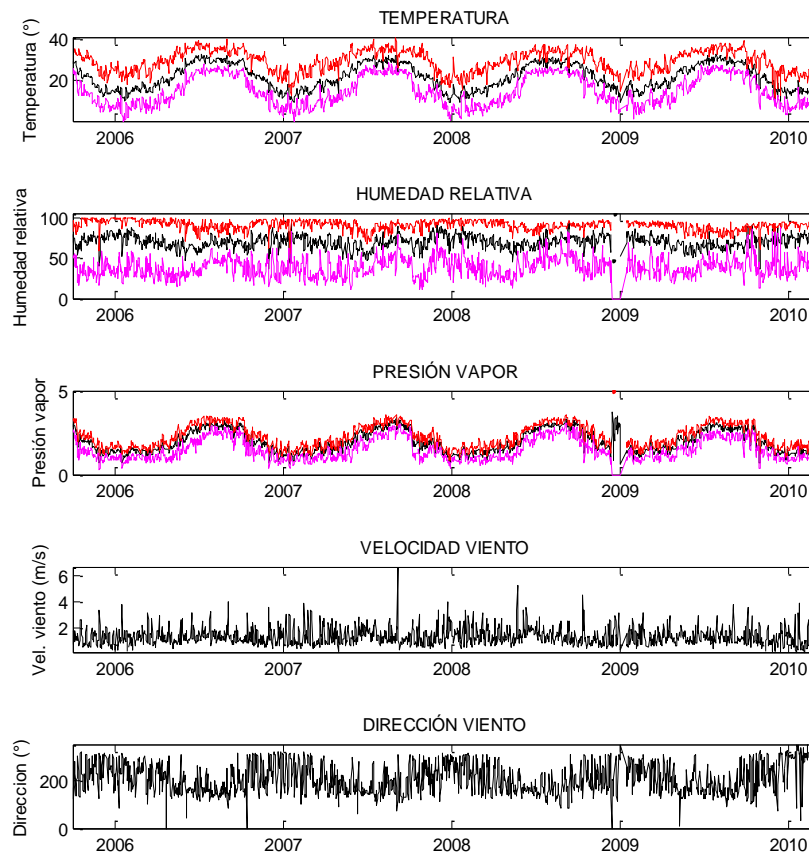 TEMPERATURA
Temperatura (°)
40
20
2006 2007 2008 2009 2010
HUMEDAD RELATIVA
Humedad relativa
100
50
0
2006 2007 2008 2009 2010
PRESIÓN VAPOR
Presión vapor
5
0
2006 2007 2008 2009 2010
VELOCIDAD VIENTO
Vel. viento (m/s)
6
4
2
2006 2007 2008 2009 2010
DIRECCIÓN VIENTO
Direccion (°)
200
0
2006 2007 2008 2009 2010